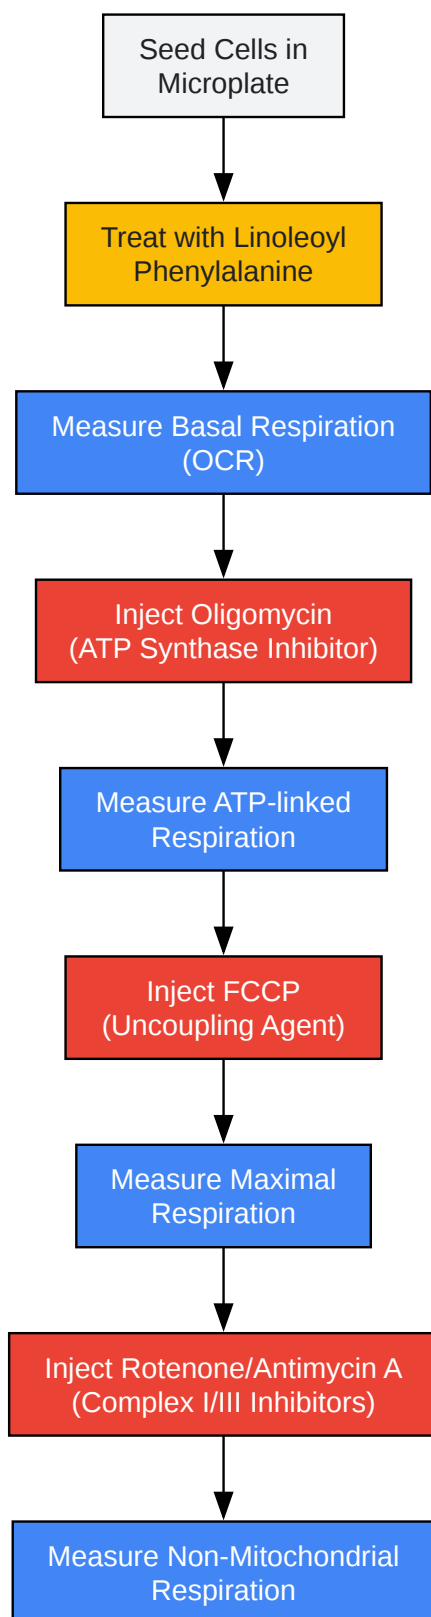 Seed Cells in
Microplate
Treat with Linoleoyl
Phenylalanine
Measure Basal Respiration
(OCR)
Inject Oligomycin
(ATP Synthase Inhibitor)
Measure ATP-linked
Respiration
Inject FCCP
(Uncoupling Agent)
Measure Maximal
Respiration
Inject Rotenone/Antimycin A
(Complex I/III Inhibitors)
Measure Non-Mitochondrial
Respiration